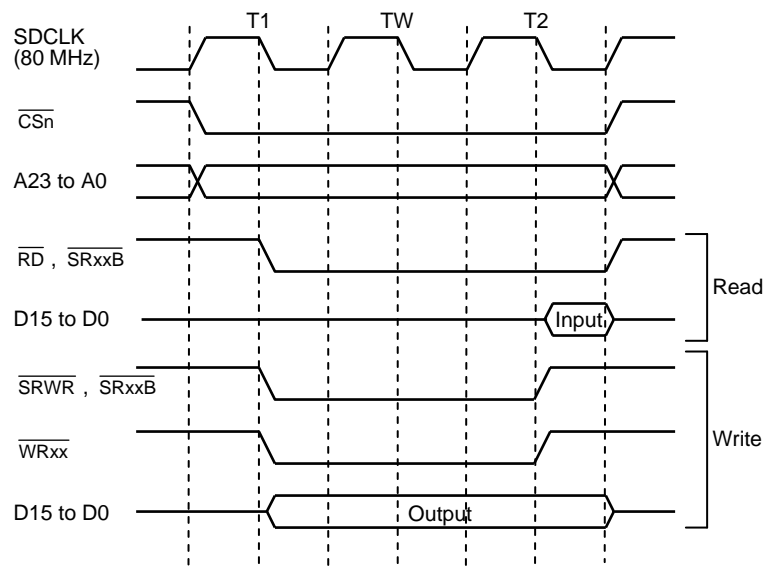 T1 TW T2
SDCLK
(80 MHz)
CSn
A23 to A0
RD , SRxxB
Read
D15 to D0
Input
SRWR , SRxxB
WRxx
Write
D15 to D0
Output